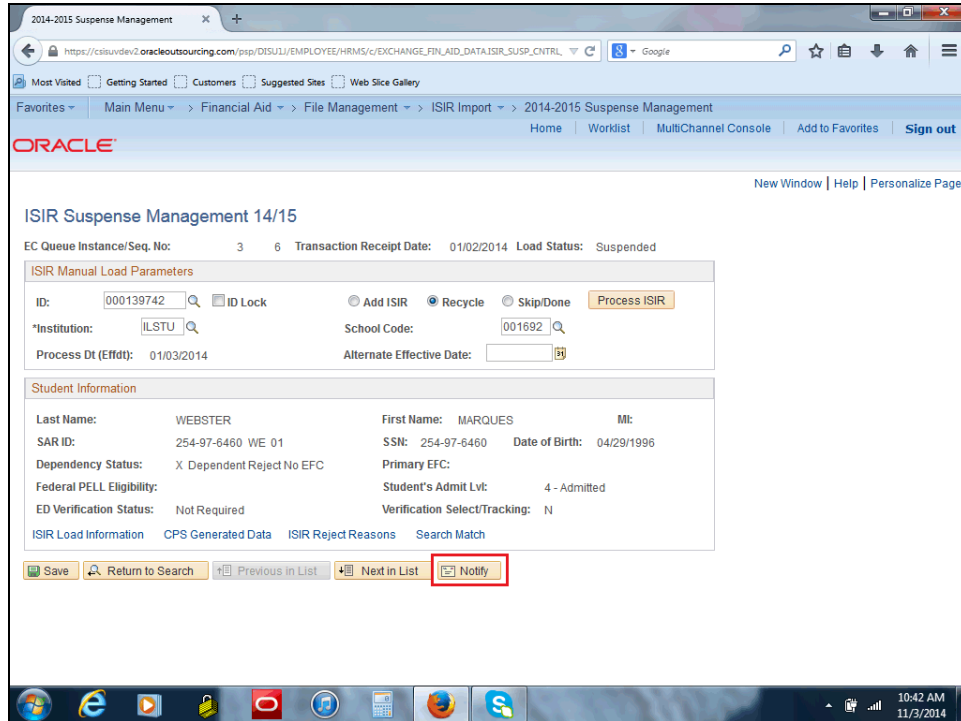 2014-2015 Suspense Management
https://csisuvdev2.oracleoutsourcing.com/psp/DISU1J/EMPLOYEE/HRMS/c/EXCHANGE_FIN_AID_DATA.ISIR_SUSP_CNTRL. Google
Most Visited Getting Started Customers Suggested Sites Web Slice Gallery
Favorites Main Menu > Financial Aid > File Management > ISIR Import > 2014-2015 Suspense Management
Home Worklist MultiChannel Console Add to Favorites Sign out
ORACLE
New Window | Help | Personalize Page
ISIR Suspense Management 14/15
EC Queue Instance/Seq. No: 3 6 Transaction Receipt Date: 01/02/2014 Load Status: Suspended
ISIR Manual Load Parameters
ID: 000139742 ID Lock Add ISIR Recycle Skip/Done Process ISIR
*Institution: ILSTU School Code: 001692
Process Dt (Effdt): 01/03/2014 Alternate Effective Date: 31
Student Information
Last Name: WEBSTER First Name: MARQUES MI:
SAR ID: 254-97-6460 WE 01 SSN: 254-97-6460 Date of Birth: 04/29/1996
Dependency Status: X Dependent Reject No EFC Primary EFC:
Federal PELL Eligibility: Student's Admit Lvl: 4 - Admitted
ED Verification Status: Not Required Verification Select/Tracking: N
ISIR Load Information CPS Generated Data ISIR Reject Reasons Search Match
Save Return to Search Previous in List Next in List Notify
10:42 AM
11/3/2014